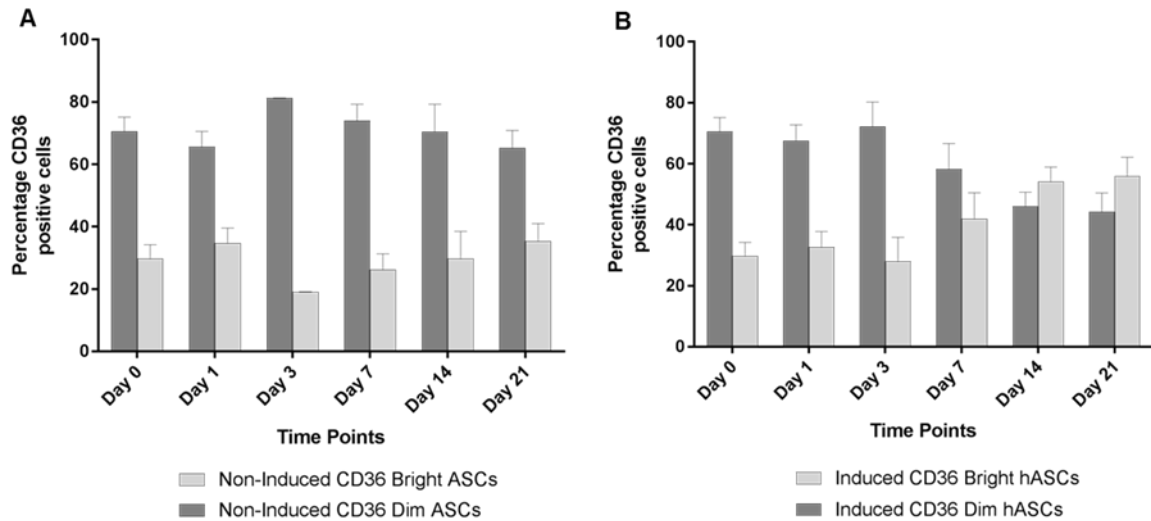 A
Percentage CD36
positive cells
100
80
60
40
20
0
Day 0
Day 1
Day 3
Day 7
Day 14
Day 21
Time Points
Non-Induced CD36 Bright ASCs
Non-Induced CD36 Dim ASCs
B
Percentage CD36
positive cells
100
80
60
40
20
0
Day 0
Day 1
Day 3
Day 7
Day 14
Day 21
Time Points
Induced CD36 Bright hASCs
Induced CD36 Dim hASCs